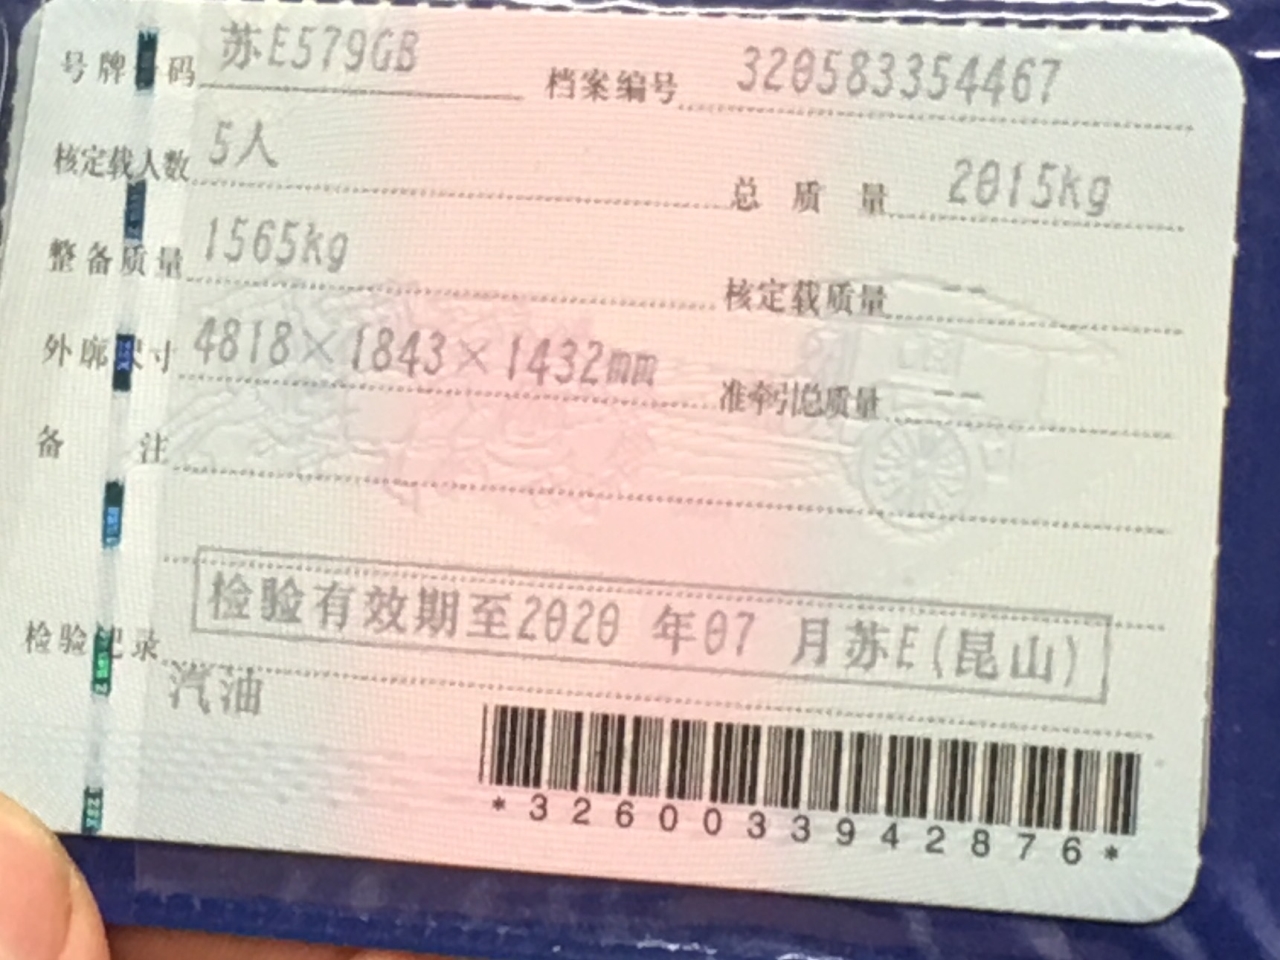 号牌号码 苏E579GB 档案编号 320583354467
核定载人数 5人 总质量 2015kg
整备质量 1565kg 核定载质量 --
外廓尺寸 4818×1843×1432mm 准牵引总质量 --
备注
检验有效期至2020 年07 月苏E(昆山)
检验记录
汽油
*3260033942876*